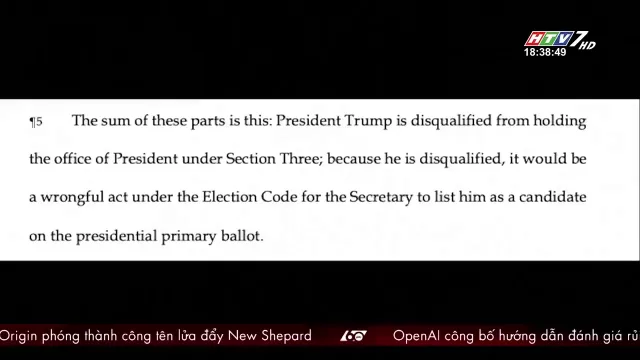 HTV7 HD
18:38:49
¶5 The sum of these parts is this: President Trump is disqualified from holding
the office of President under Section Three; because he is disqualified, it would be
a wrongful act under the Election Code for the Secretary to list him as a candidate
on the presidential primary ballot.
Origin phóng thành công tên lửa đẩy New Shepard 60 OpenAI công bố hướng dẫn đánh giá rủ